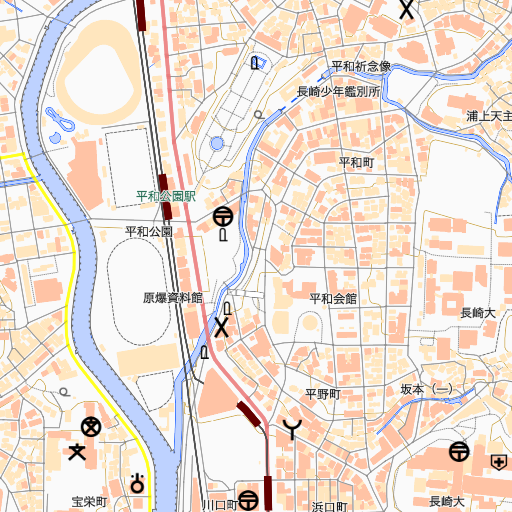 平和祈念像
長崎少年鑑別所
浦上天主
平和町
平和公園駅
平和公園
原爆資料館
平和会館
長崎大
坂本（一）
平野町
宝栄町
川口町
浜口町
長崎大